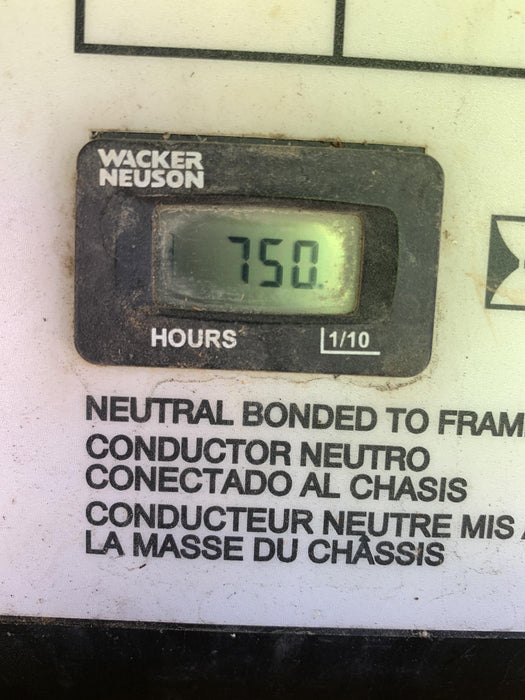 WACKER
NEUSON
750
HOURS
1/10
NEUTRAL BONDED TO
CONDUCTOR NEUTRO
CONECTADO AL CHASIS
CONDUCTEUR NEUTRE MIS
LA MASSE DU CHÂSSIS